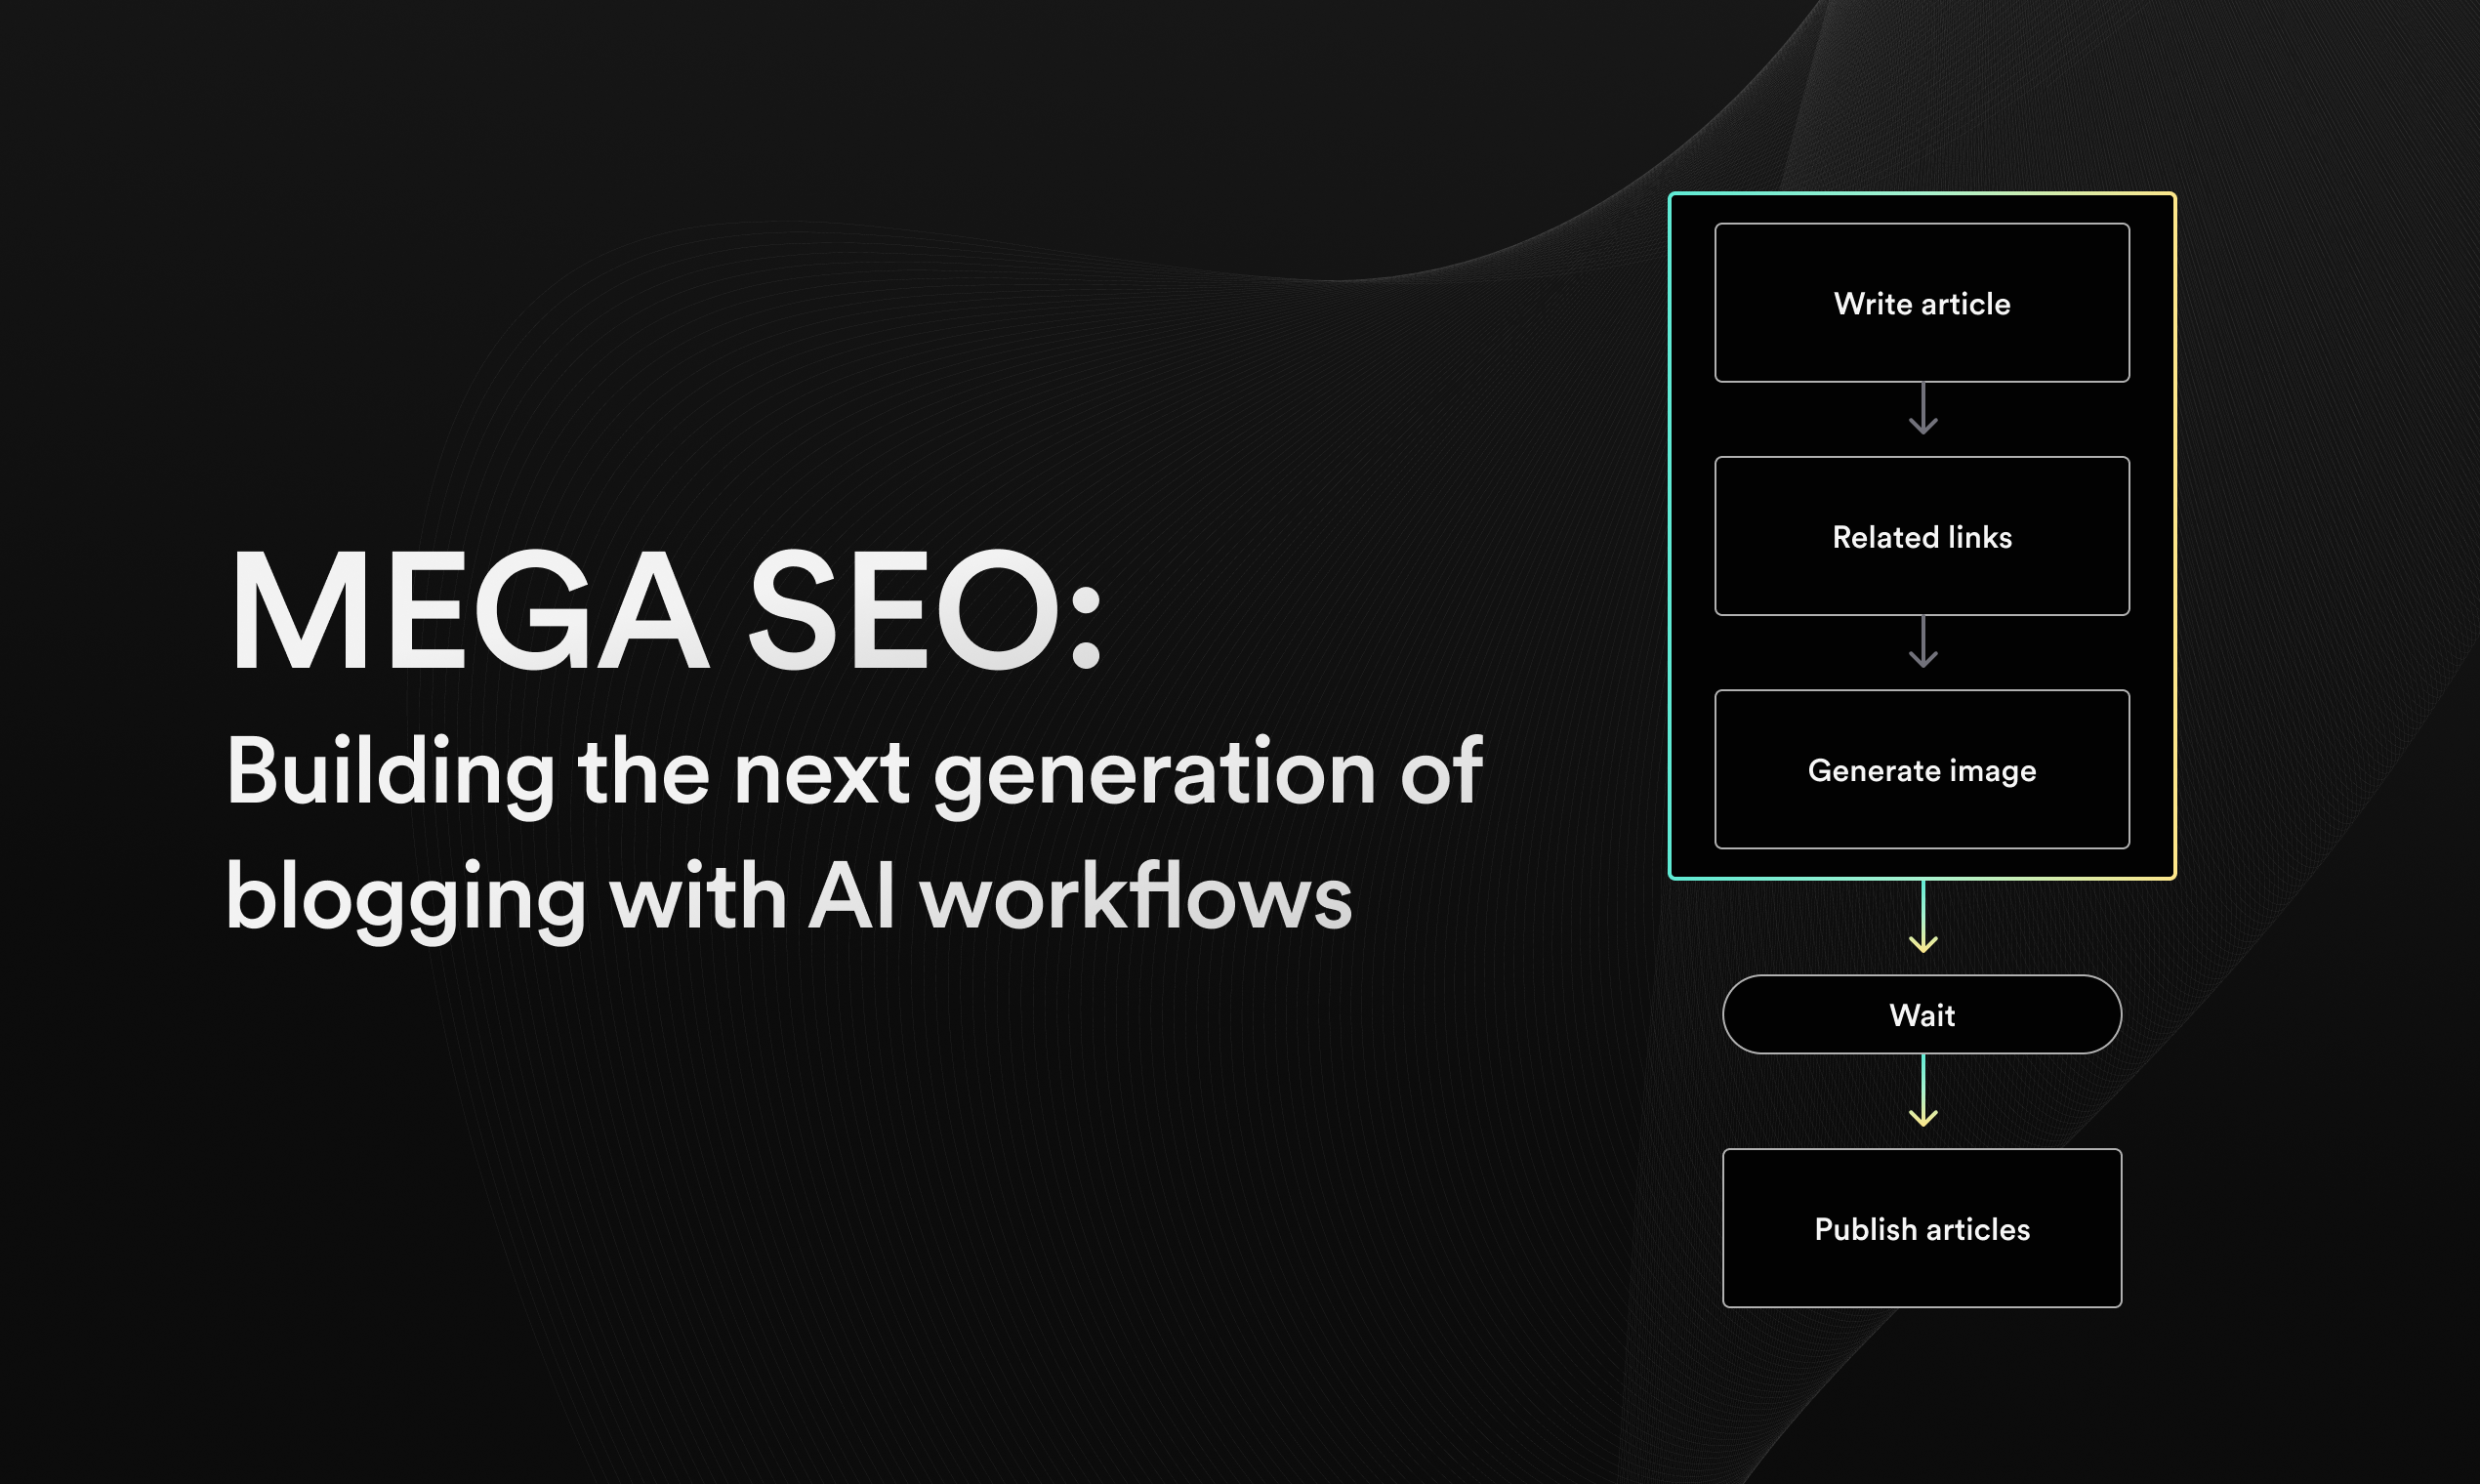 MEGA SEO:
Building the next generation of
blogging with AI workflows
Write article
Related links
Generate image
Wait
Publish articles